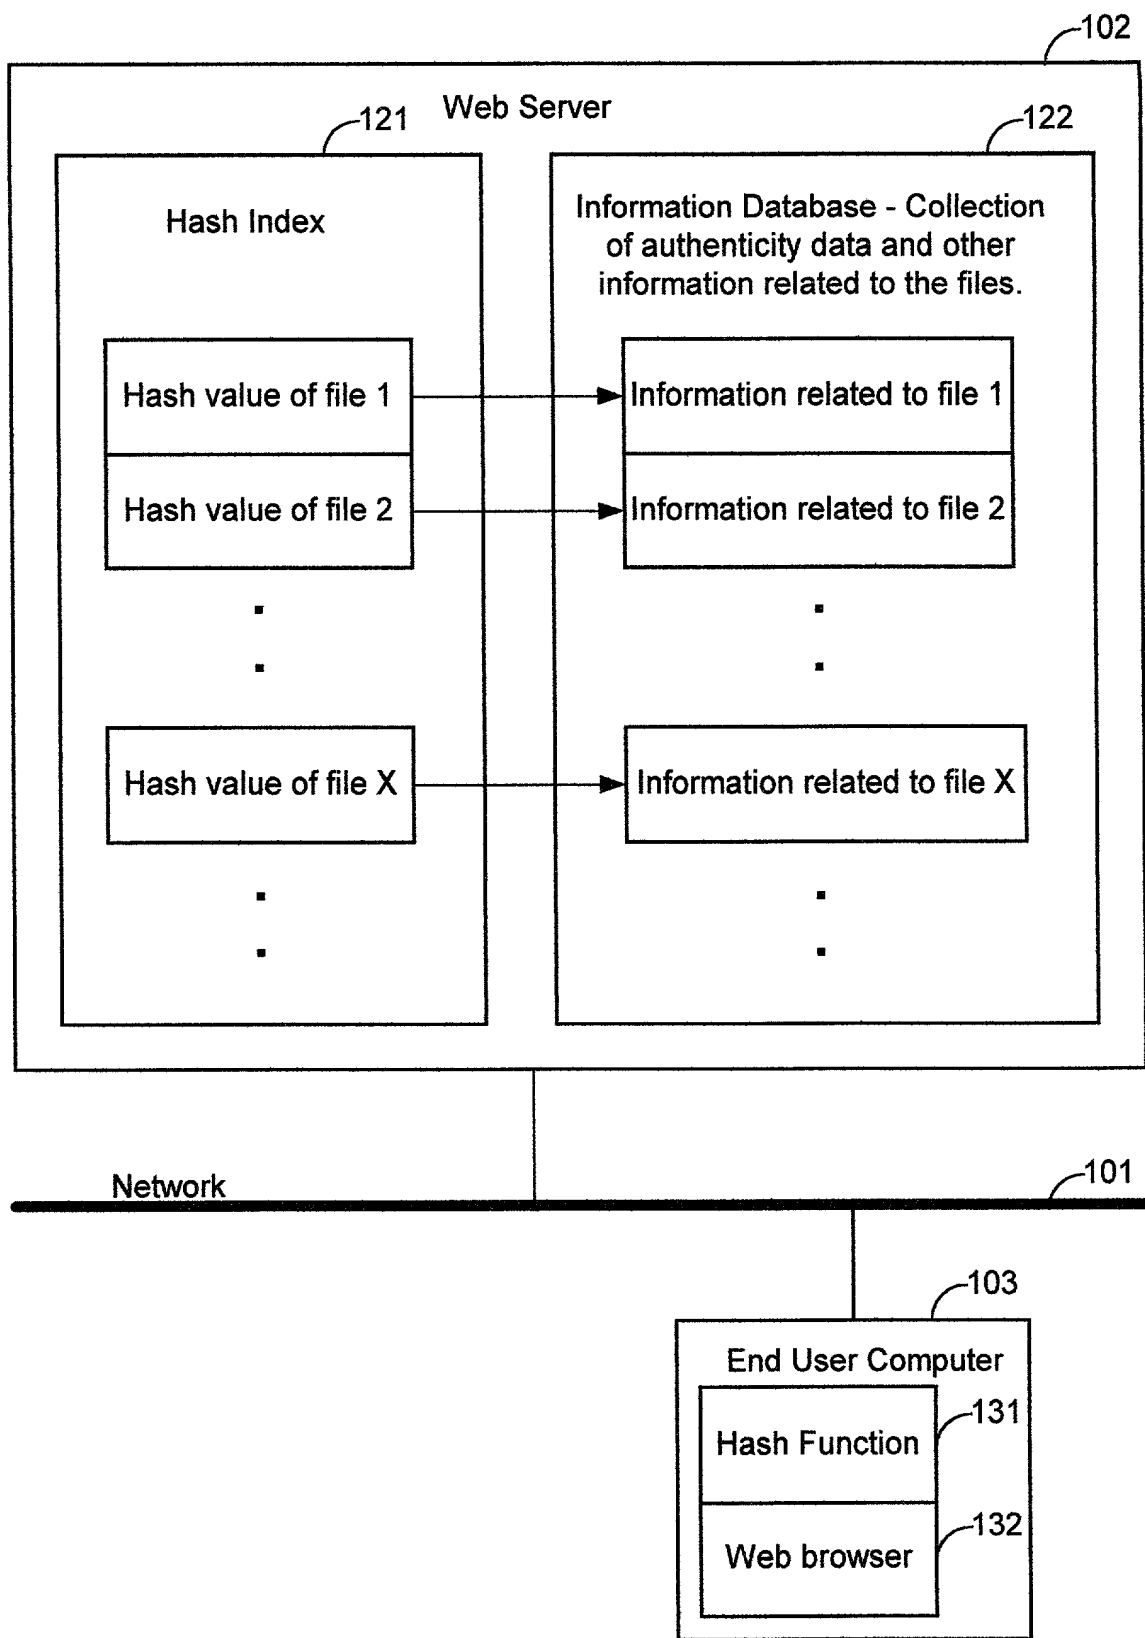 102
Web Server
121
122
Hash Index
Information Database - Collection
of authenticity data and other
information related to the files.
Hash value of file 1
Information related to file 1
Hash value of file 2
Information related to file 2
Hash value of file X
Information related to file X
Network
101
103
End User Computer
131
Hash Function
132
Web browser